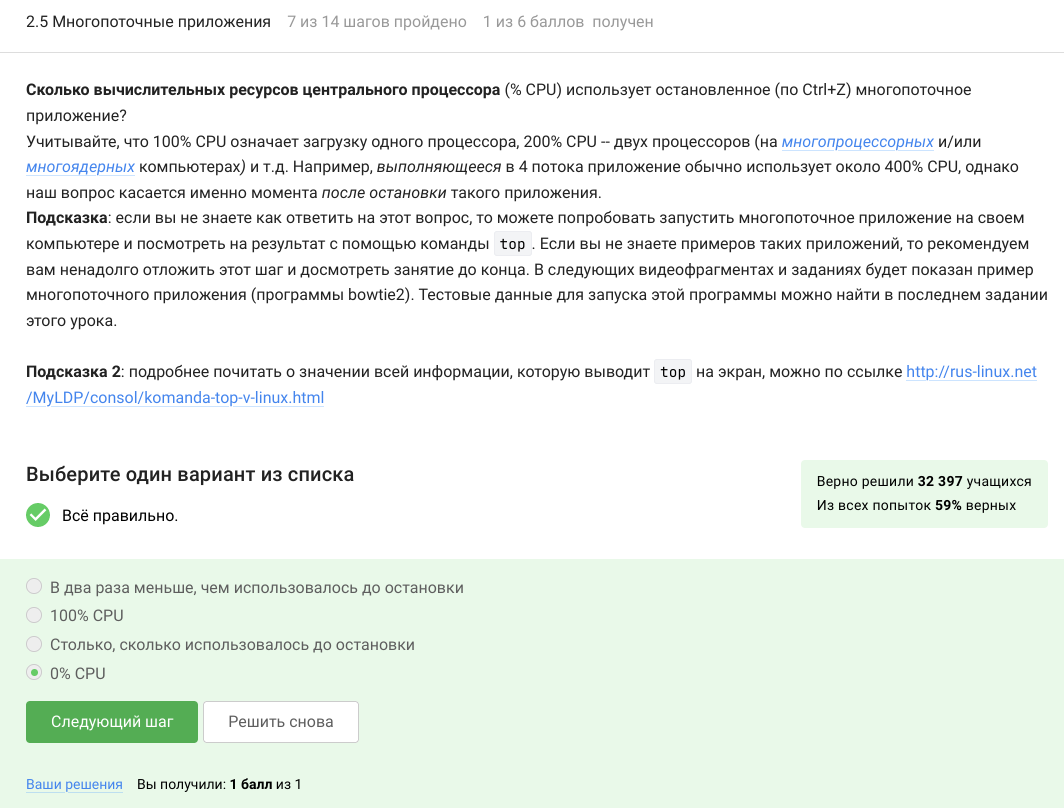 2.5 Многопоточные приложения 7 из 14 шагов пройдено 1 из 6 баллов получен
Сколько вычислительных ресурсов центрального процессора (% CPU) использует остановленное (по Ctrl+Z) многопоточное
приложение?
Учитывайте, что 100% CPU означает загрузку одного процессора, 200% CPU -- двух процессоров (на многопроцессорных и/или
многоядерных компьютерах) и т.д. Например, выполняющееся в 4 потока приложение обычно использует около 400% CPU, однако
наш вопрос касается именно момента после остановки такого приложения.
Подсказка: если вы не знаете как ответить на этот вопрос, то можете попробовать запустить многопоточное приложение на своем
компьютере и посмотреть на результат с помощью команды top. Если вы не знаете примеров таких приложений, то рекомендуем
вам ненадолго отложить этот шаг и досмотреть занятие до конца. В следующих видеофрагментах и заданиях будет показан пример
многопоточного приложения (программы bowtie2). Тестовые данные для запуска этой программы можно найти в последнем задании
этого урока.
Подсказка 2: подробнее почитать о значении всей информации, которую выводит top на экран, можно по ссылке http://rus-linux.net
/MyLDP/consol/komanda-top-v-linux.html
Выберите один вариант из списка
Верно решили 32 397 учащихся
Из всех попыток 59% верных
Всё правильно.
В два раза меньше, чем использовалось до остановки
100% CPU
Столько, сколько использовалось до остановки
0% CPU
Следующий шаг Решить снова
Ваши решения Вы получили: 1 балл из 1